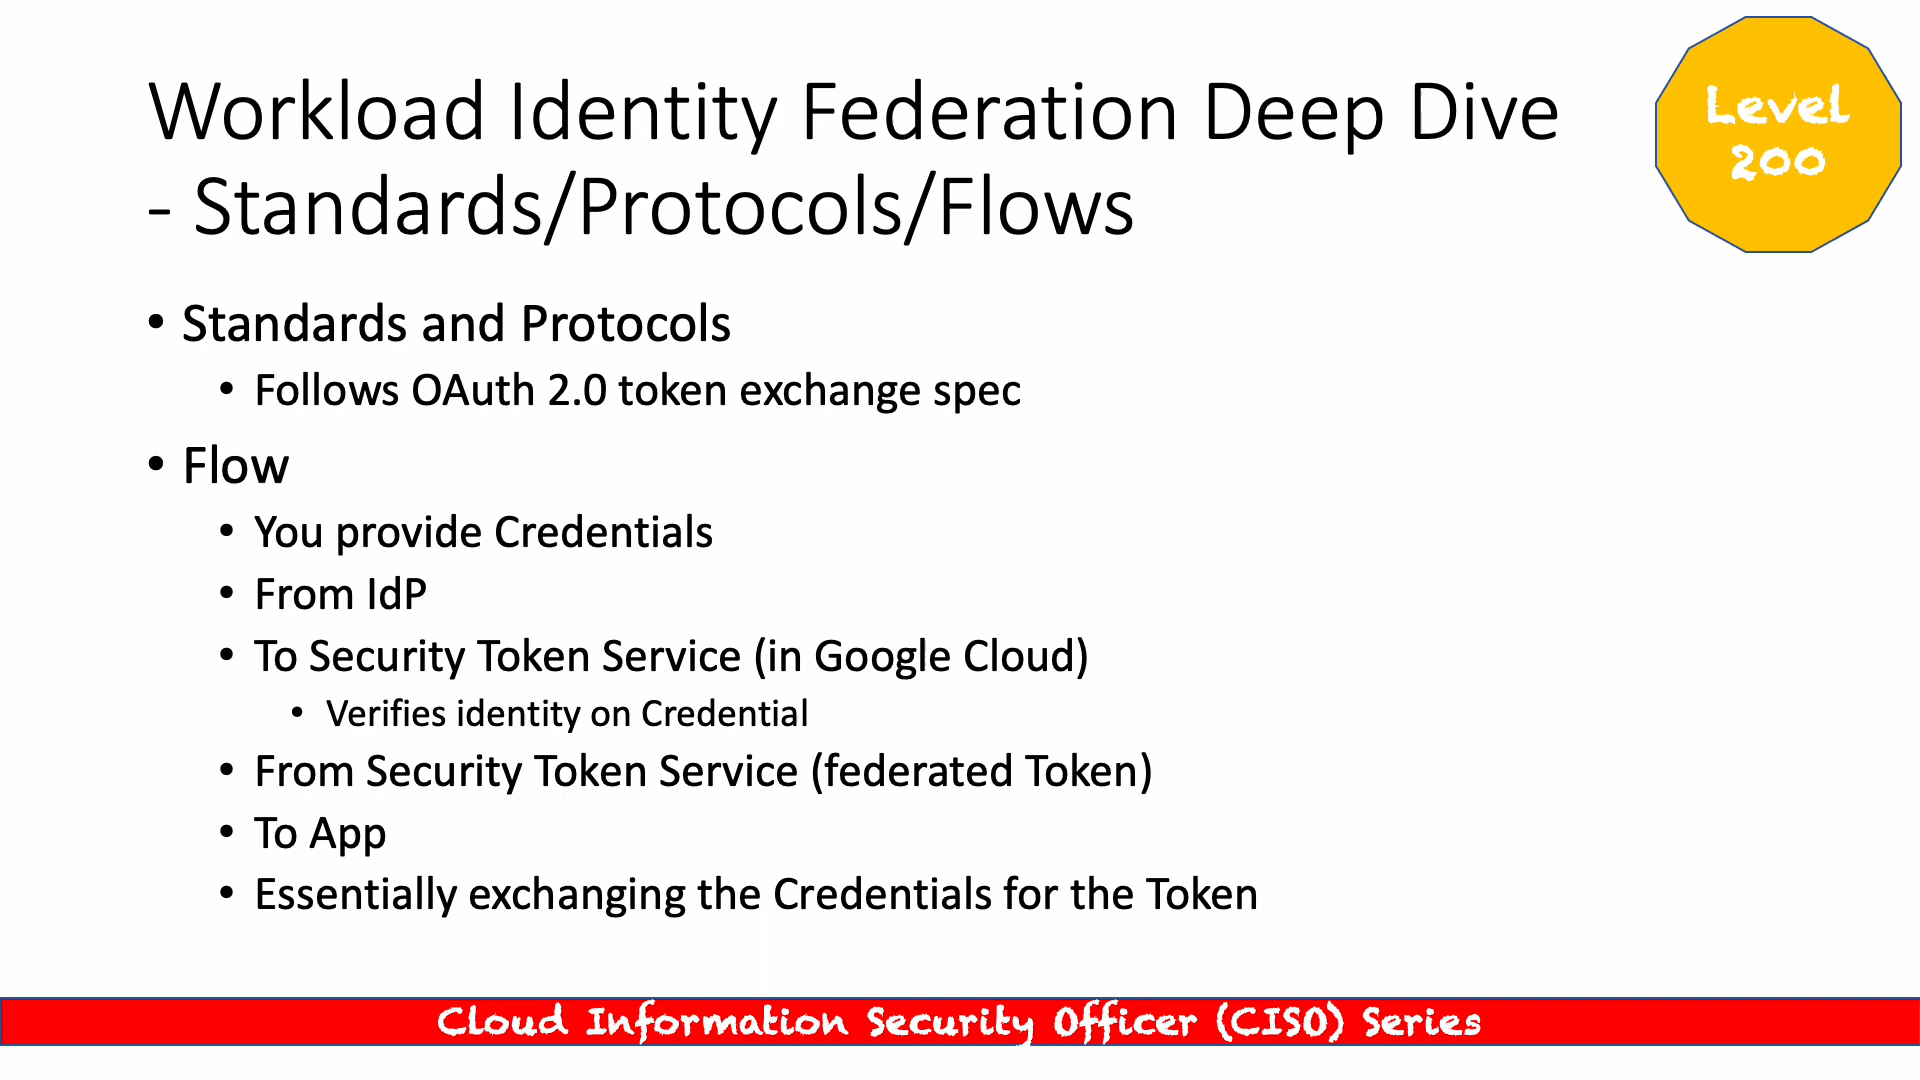 Workload Identity Federation Deep Dive
- Standards/Protocols/Flows
Level
200
• Standards and Protocols
• Follows OAuth 2.0 token exchange spec
• Flow
• You provide Credentials
• From IdP
• To Security Token Service (in Google Cloud)
• Verifies identity on Credential
• From Security Token Service (federated Token)
• To App
• Essentially exchanging the Credentials for the Token
Cloud Information Security Officer (CISO) Series